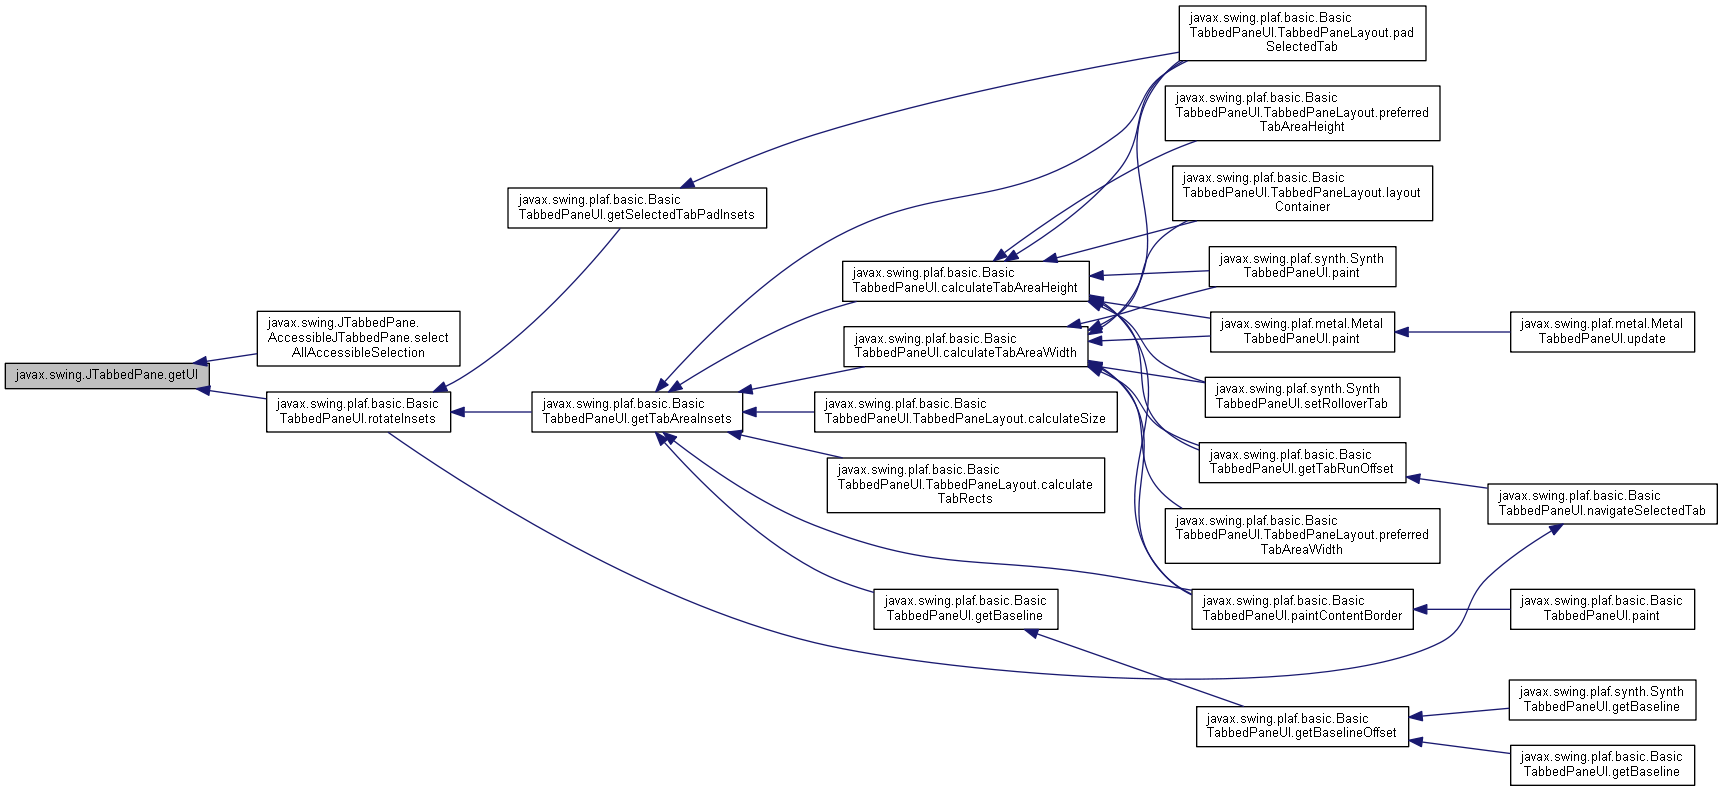 javax.swing.JTabbedPane.getUI
javax.swing.JTabbedPane.
AccessibleJTabbedPane.select
AllAccessibleSelection
javax.swing.plaf.basic.Basic
TabbedPaneUI.rotateInsets
javax.swing.plaf.basic.Basic
TabbedPaneUI.getSelectedTabPadInsets
javax.swing.plaf.basic.Basic
TabbedPaneUI.getTabAreaInsets
javax.swing.plaf.basic.Basic
TabbedPaneUI.calculateTabAreaHeight
javax.swing.plaf.basic.Basic
TabbedPaneUI.calculateTabAreaWidth
javax.swing.plaf.basic.Basic
TabbedPaneUI.TabbedPaneLayout.calculateSize
javax.swing.plaf.basic.Basic
TabbedPaneUI.TabbedPaneLayout.calculate
TabRects
javax.swing.plaf.basic.Basic
TabbedPaneUI.getBaseline
javax.swing.plaf.basic.Basic
TabbedPaneUI.TabbedPaneLayout.pad
SelectedTab
javax.swing.plaf.basic.Basic
TabbedPaneUI.TabbedPaneLayout.preferred
TabAreaHeight
javax.swing.plaf.basic.Basic
TabbedPaneUI.TabbedPaneLayout.layout
Container
javax.swing.plaf.synth.Synth
TabbedPaneUI.paint
javax.swing.plaf.metal.Metal
TabbedPaneUI.paint
javax.swing.plaf.synth.Synth
TabbedPaneUI.setRolloverTab
javax.swing.plaf.basic.Basic
TabbedPaneUI.getTabRunOffset
javax.swing.plaf.basic.Basic
TabbedPaneUI.TabbedPaneLayout.preferred
TabAreaWidth
javax.swing.plaf.basic.Basic
TabbedPaneUI.paintContentBorder
javax.swing.plaf.basic.Basic
TabbedPaneUI.getBaselineOffset
javax.swing.plaf.metal.Metal
TabbedPaneUI.update
javax.swing.plaf.basic.Basic
TabbedPaneUI.navigateSelectedTab
javax.swing.plaf.basic.Basic
TabbedPaneUI.paint
javax.swing.plaf.synth.Synth
TabbedPaneUI.getBaseline
javax.swing.plaf.basic.Basic
TabbedPaneUI.getBaseline